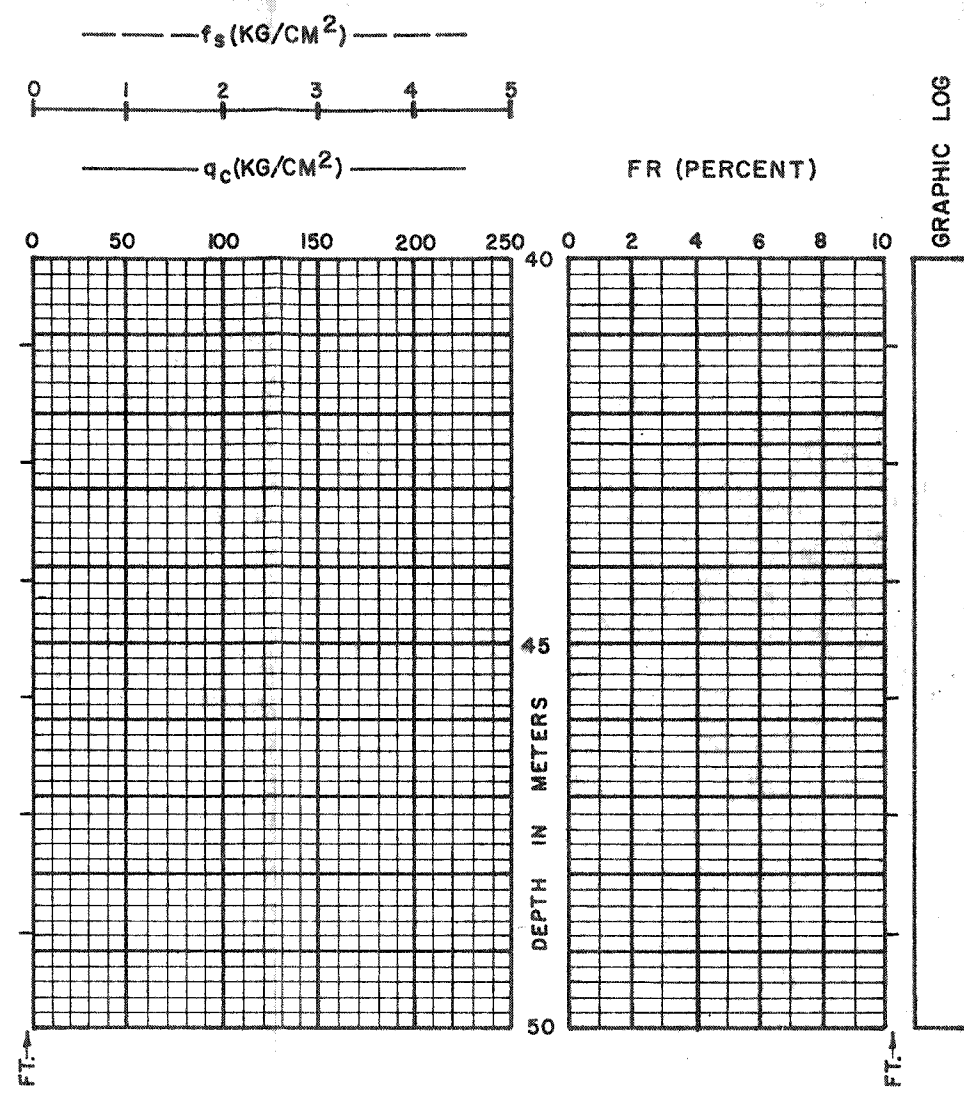 fs(KG/CM2)
0 1 2 3 4 5
qc(KG/CM2)
FR (PERCENT)
GRAPHIC LOG
0 50 100 150 200 250
0 2 4 6 8 10
40
45
DEPTH IN METERS
50
FT.
FT.